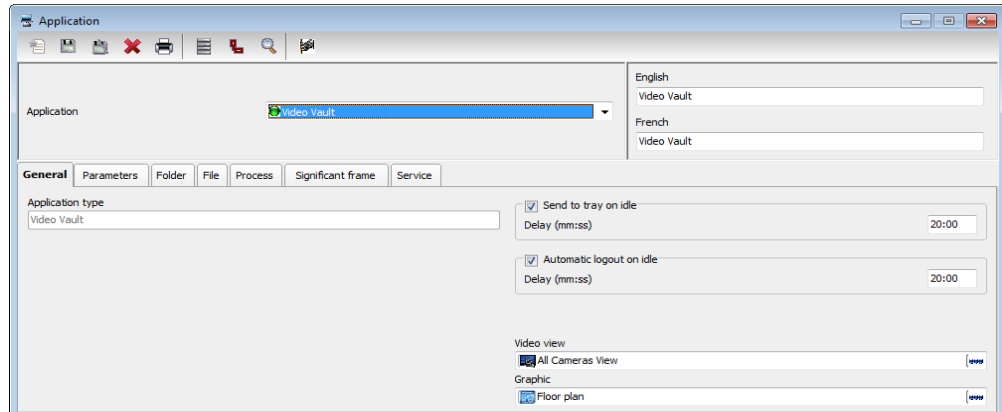 Application
English
Video Vault
Application
Video Vault
French
Video Vault
General Parameters Folder File Process Significant frame Service
Application type
Video Vault
Send to tray on idle
Delay (mm:ss) 20:00
Automatic logout on idle
Delay (mm:ss) 20:00
Video view
All Cameras View
Graphic
Floor plan